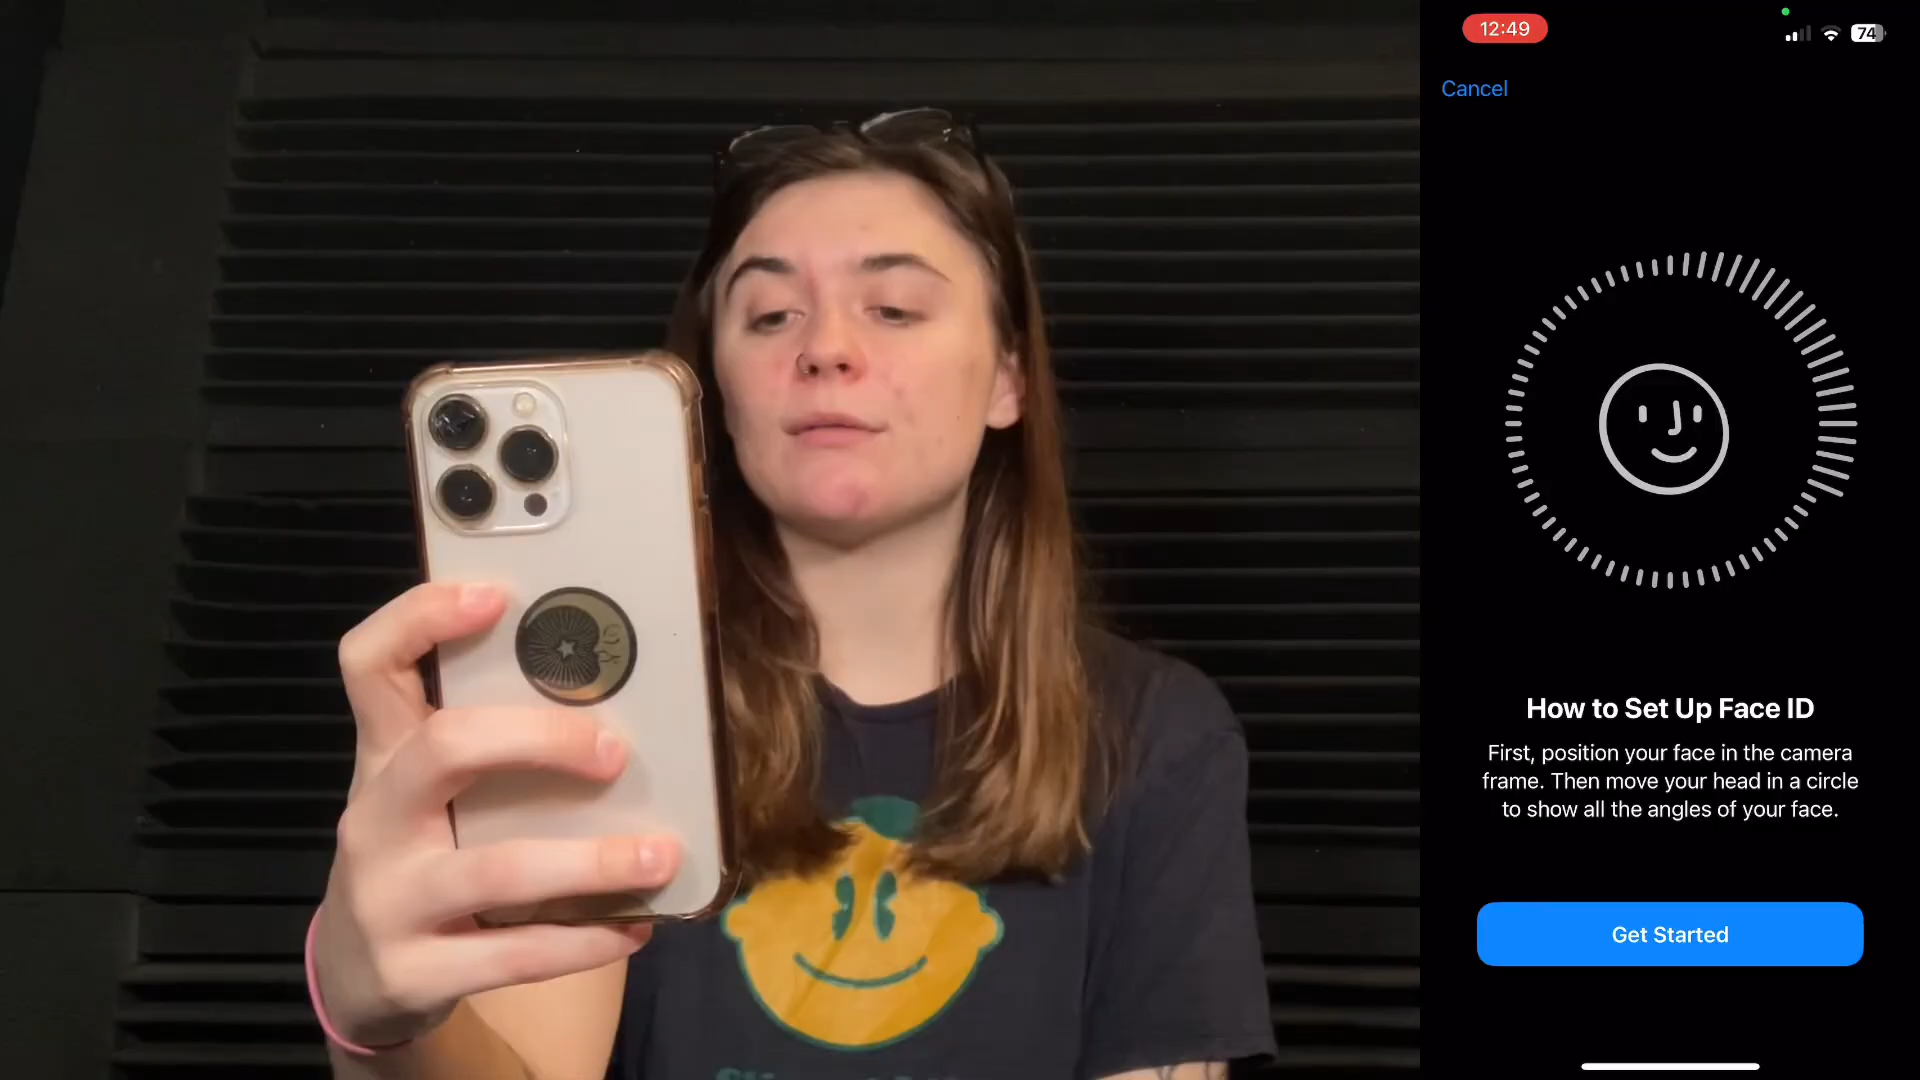 12:49
74
Cancel
How to Set Up Face ID
First, position your face in the camera
frame. Then move your head in a circle
to show all the angles of your face.
Get Started